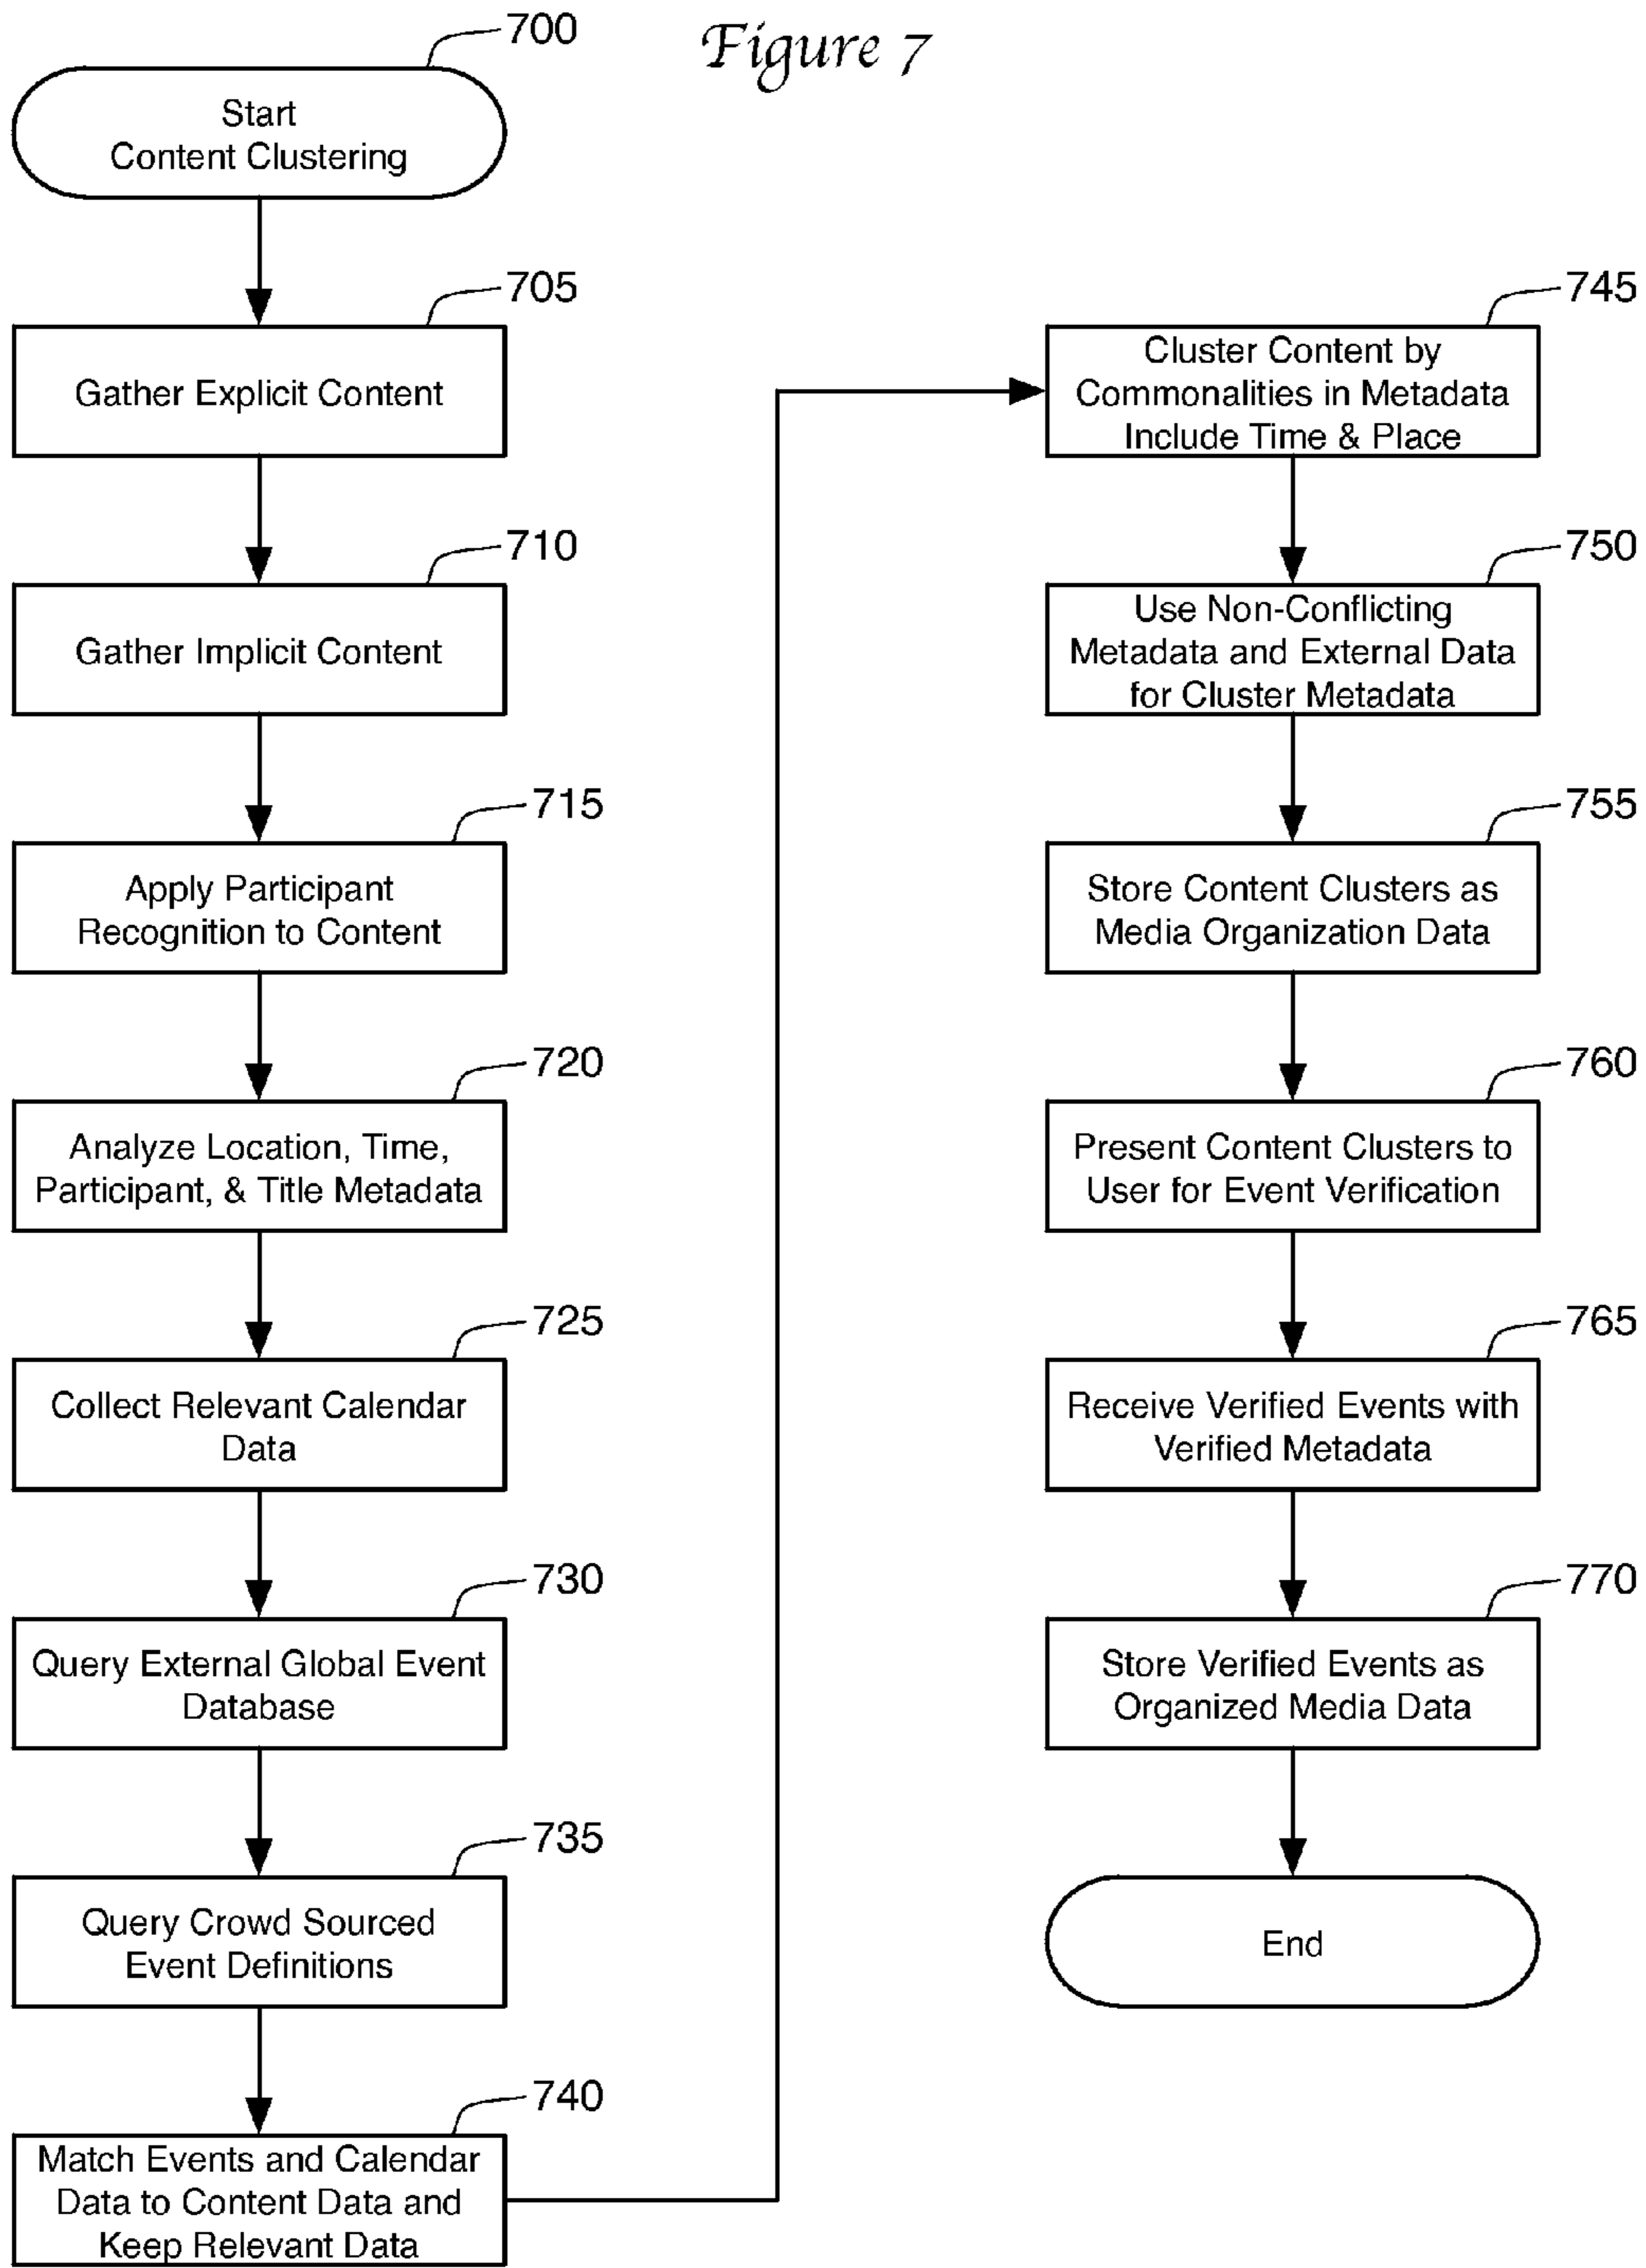 Figure 7
700
Start
Content Clustering
705
Gather Explicit Content
710
Gather Implicit Content
715
Apply Participant
Recognition to Content
720
Analyze Location, Time,
Participant, & Title Metadata
725
Collect Relevant Calendar
Data
730
Query External Global Event
Database
735
Query Crowd Sourced
Event Definitions
740
Match Events and Calendar
Data to Content Data and
Keep Relevant Data
745
Cluster Content by
Commonalities in Metadata
Include Time & Place
750
Use Non-Conflicting
Metadata and External Data
for Cluster Metadata
755
Store Content Clusters as
Media Organization Data
760
Present Content Clusters to
User for Event Verification
765
Receive Verified Events with
Verified Metadata
770
Store Verified Events as
Organized Media Data
End